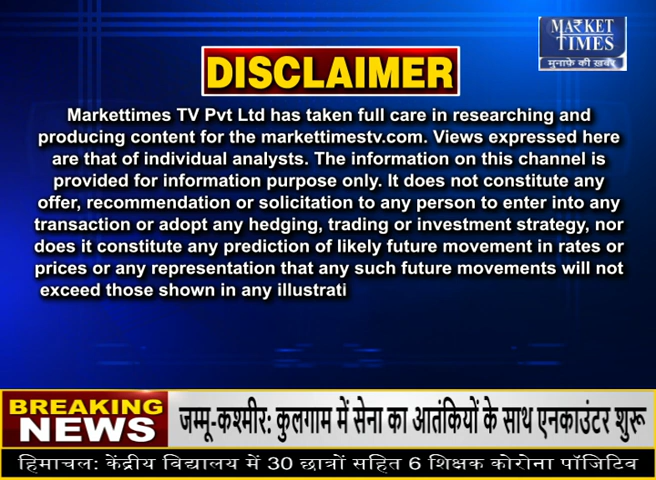 MARKET
TIMES
मुनाफे की ख़बर
DISCLAIMER
Markettimes TV Pvt Ltd has taken full care in researching and
producing content for the markettimestv.com. Views expressed here
are that of individual analysts. The information on this channel is
provided for information purpose only. It does not constitute any
offer, recommendation or solicitation to any person to enter into any
transaction or adopt any hedging, trading or investment strategy, nor
does it constitute any prediction of likely future movement in rates or
prices or any representation that any such future movements will not
exceed those shown in any illustrati
BREAKING
NEWS
जम्मू-कश्मीर: कुलगाम में सेना का आतंकियों के साथ एनकाउंटर शुरू
हिमाचल: केंद्रीय विद्यालय में 30 छात्रों सहित 6 शिक्षक कोरोना पॉजिटिव